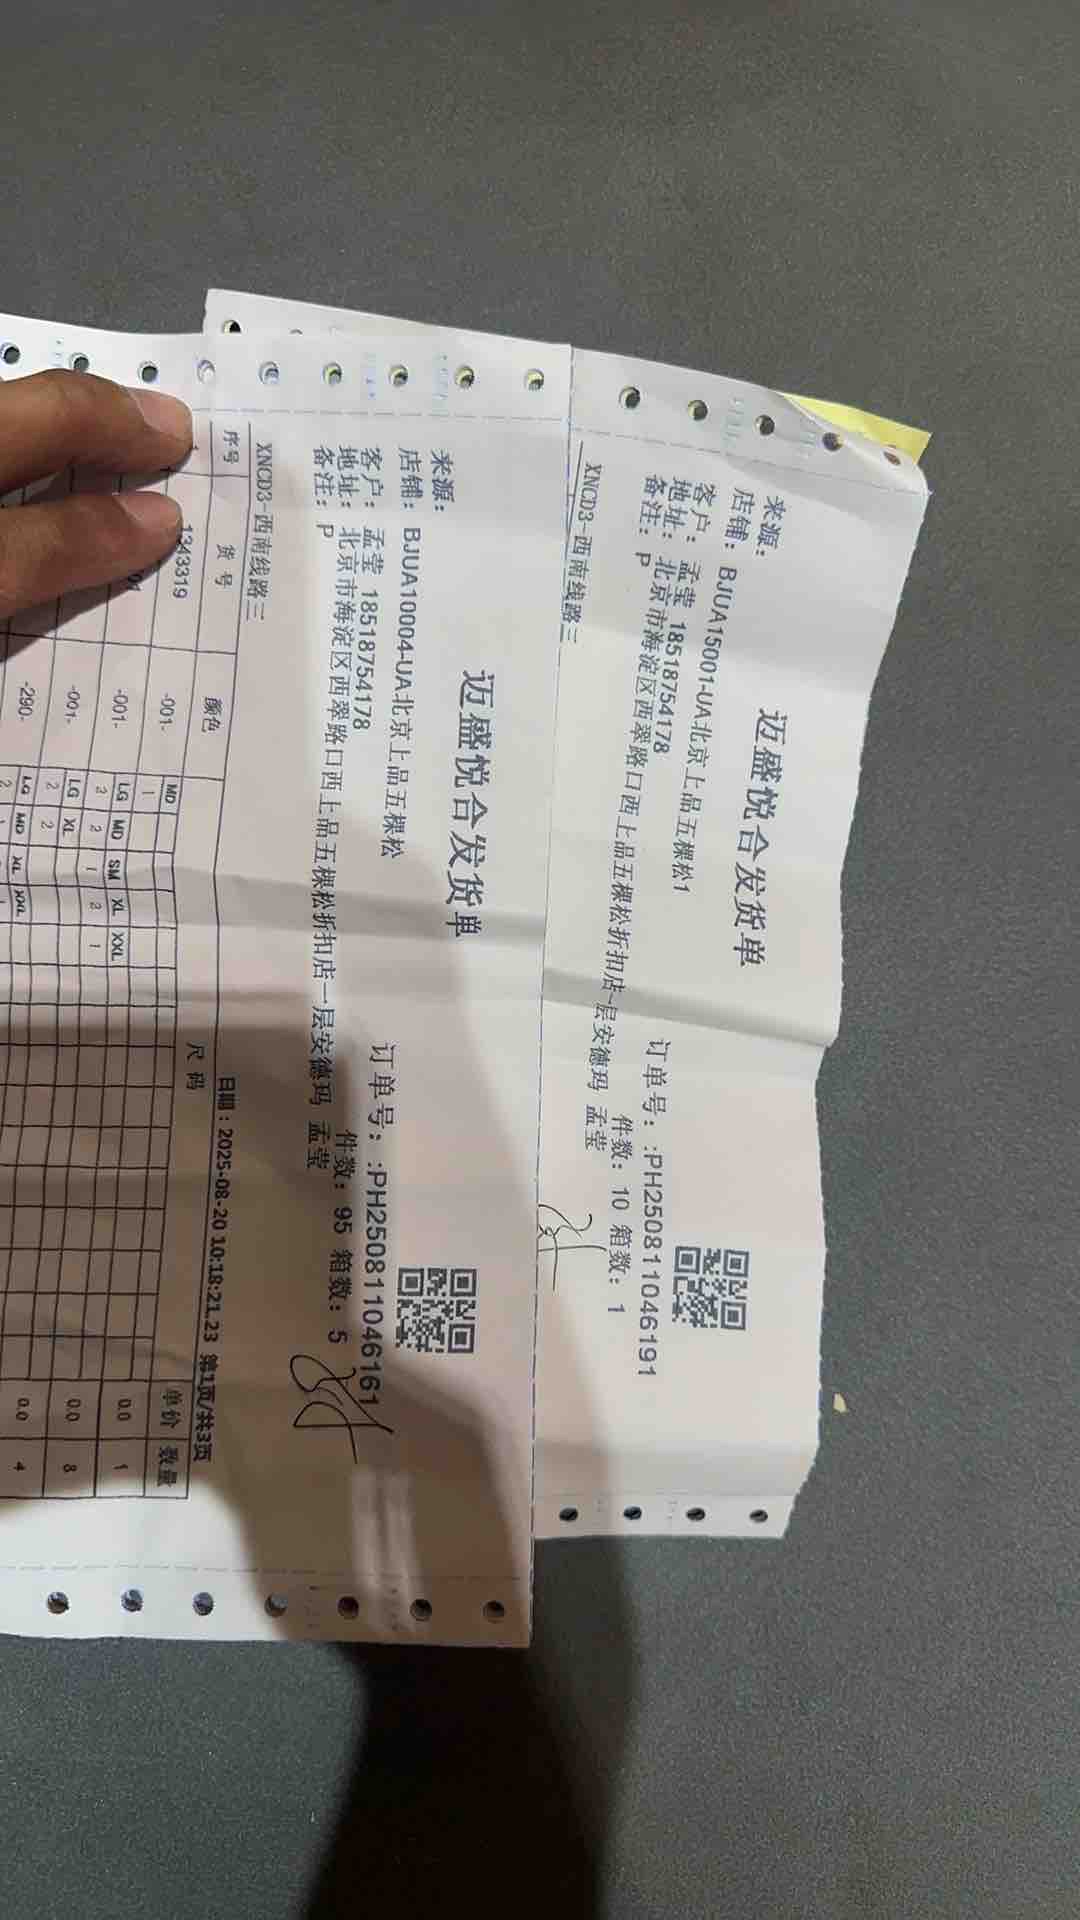 迈盛悦合发货单
来源：
店铺：BJUA15001-UA北京上品五棵松1
订单号：:PH250811046191
客户：孟莹 18518754178
件数：10 箱数：1
地址：北京市海淀区西翠路口西上品五棵松折扣店一层安德玛 孟莹
备注：P
XNCD3-西南线路三
迈盛悦合发货单
来源：
店铺：BJUA10004-UA北京上品五棵松
订单号：:PH250811046161
客户：孟莹 18518754178
件数：95 箱数：5
地址：北京市海淀区西翠路口西上品五棵松折扣店一层安德玛 孟莹
备注：P
XNCD3-西南线路三
日期：2025-08-20 10:18:21.23 第1页/共3页
序号 货号 颜色 尺码 单价 数量
1343319 -001- MD
1 0.0 1
-001- LG MD SM XL XXL
2 2 1 2 1 0.0 8
-001- LG XL
2 2 0.0 4
-290- LG MD XL XXL
2